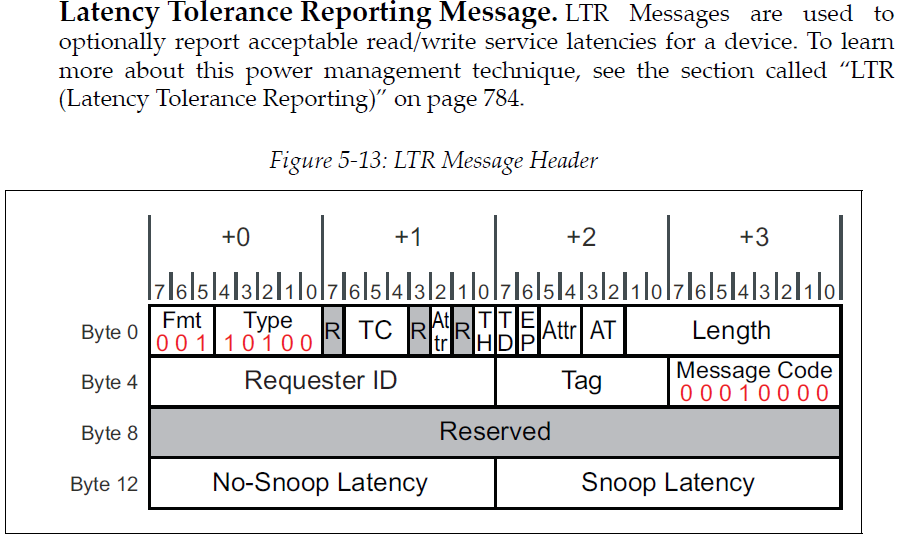 Latency Tolerance Reporting Message. LTR Messages are used to
optionally report acceptable read/write service latencies for a device. To learn
more about this power management technique, see the section called “LTR
(Latency Tolerance Reporting)” on page 784.
Figure 5-13: LTR Message Header
+0 +1 +2 +3
7 6 5 4 3 2 1 0 7 6 5 4 3 2 1 0 7 6 5 4 3 2 1 0 7 6 5 4 3 2 1 0
Byte 0 Fmt 0 0 1 Type 1 0 1 0 0 R TC R Attr R TH TD EP Attr AT Length
Byte 4 Requester ID Tag Message Code 0 0 0 1 0 0 0 0
Byte 8 Reserved
Byte 12 No-Snoop Latency Snoop Latency